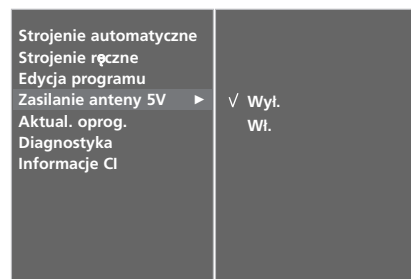 Strojenie automatyczne
Strojenie ręczne
Edycja programu
Zasilanie anteny 5V ►
√ Wył.
Aktual. oprog.
Wł.
Diagnostyka
Informacje CI